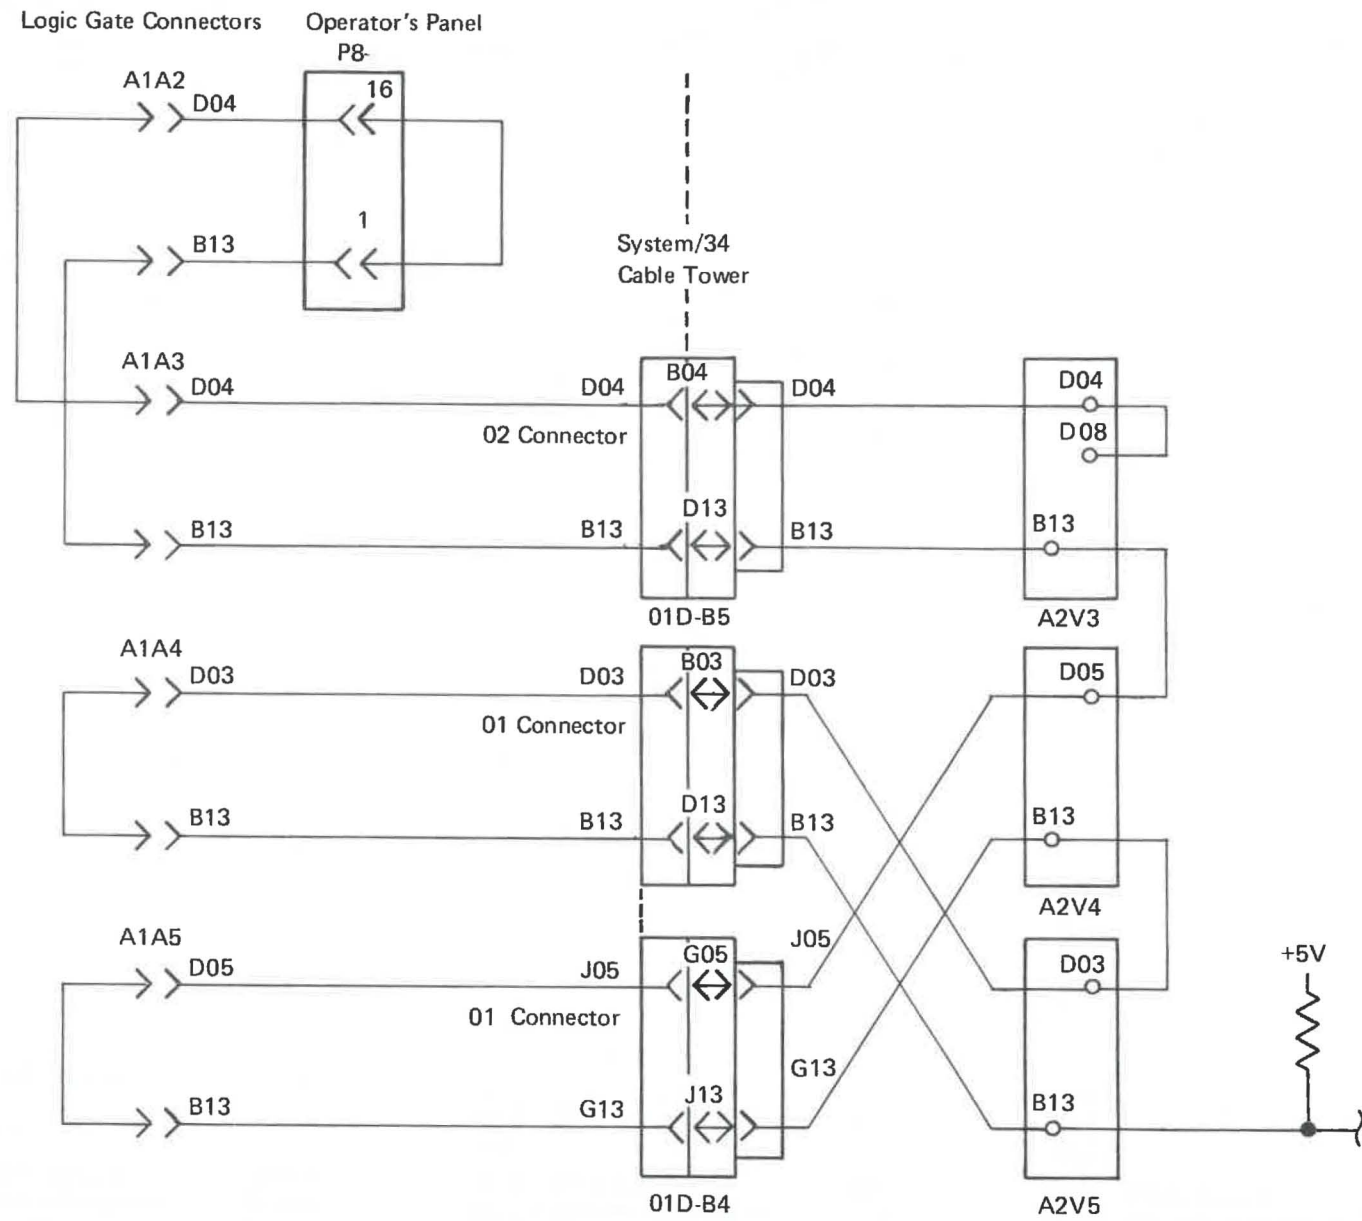 Logic Gate Connectors
Operator's Panel
P8-
A1A2
D04
16
1
B13
System/34
Cable Tower
A1A3
D04
D04
B04
D04
D04
02 Connector
D08
D13
B13
B13
B13
B13
01D-B5
A2V3
A1A4
D03
D03
B03
D03
D05
01 Connector
D13
B13
B13
B13
B13
A2V4
A1A5
D05
J05
G05
J05
D03
+5V
01 Connector
G13
J13
B13
G13
B13
01D-B4
A2V5